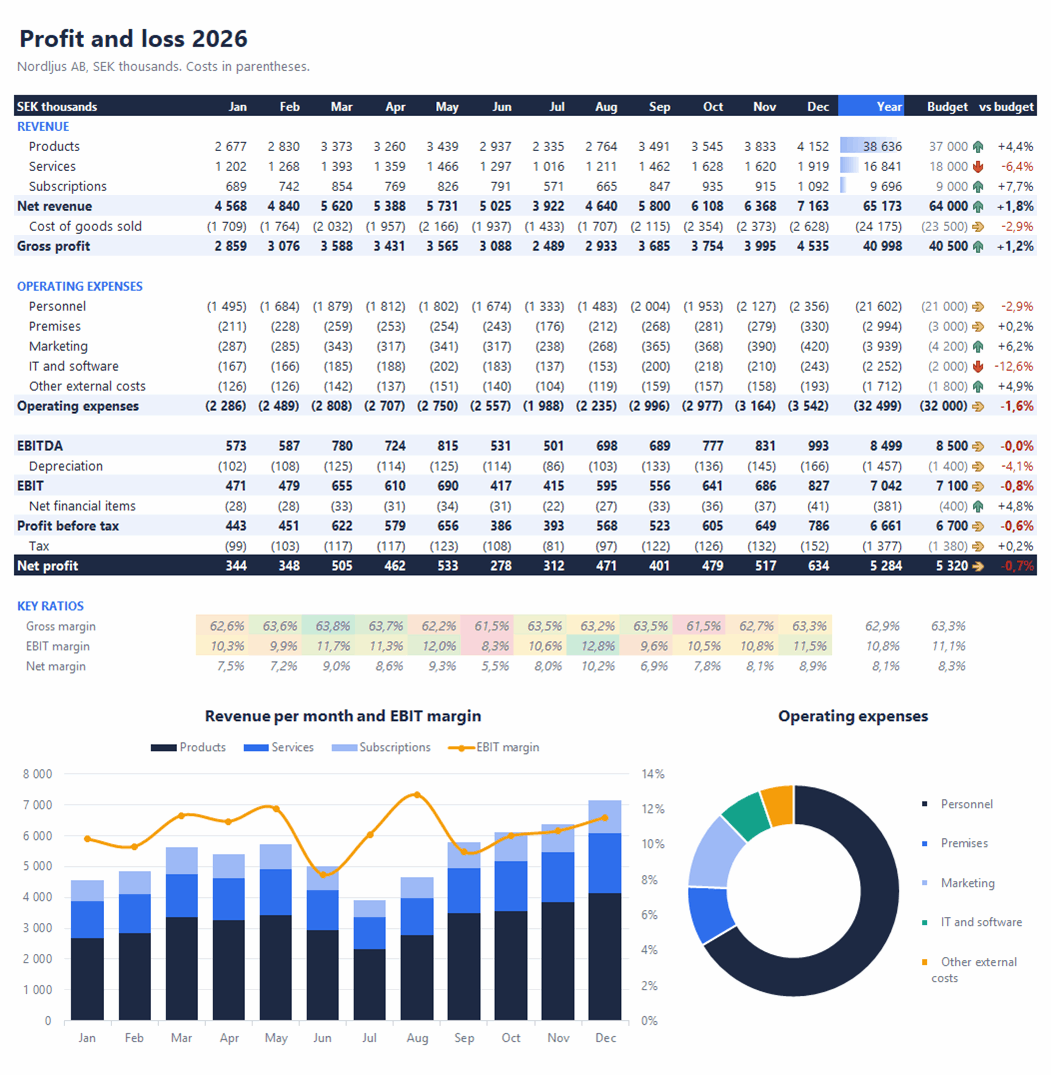 Profit and loss 2026
Nordljus AB, SEK thousands. Costs in parentheses.
SEK thousands Jan Feb Mar Apr May Jun Jul Aug Sep Oct Nov Dec Year Budget vs budget
REVENUE
Products 2 677 2 830 3 373 3 260 3 439 2 937 2 335 2 764 3 491 3 545 3 833 4 152 38 636 37 000 +4,4%
Services 1 202 1 268 1 393 1 359 1 466 1 297 1 016 1 211 1 462 1 628 1 620 1 919 16 841 18 000 -6,4%
Subscriptions 689 742 854 769 826 791 571 665 847 935 915 1 092 9 696 9 000 +7,7%
Net revenue 4 568 4 840 5 620 5 388 5 731 5 025 3 922 4 640 5 800 6 108 6 368 7 163 65 173 64 000 +1,8%
Cost of goods sold (1 709) (1 764) (2 032) (1 957) (2 166) (1 937) (1 433) (1 707) (2 115) (2 354) (2 373) (2 628) (24 175) (23 500) -2,9%
Gross profit 2 859 3 076 3 588 3 431 3 565 3 088 2 489 2 933 3 685 3 754 3 995 4 535 40 998 40 500 +1,2%
OPERATING EXPENSES
Personnel (1 495) (1 684) (1 879) (1 812) (1 802) (1 674) (1 333) (1 483) (2 004) (1 953) (2 127) (2 356) (21 602) (21 000) -2,9%
Premises (211) (228) (259) (253) (254) (243) (176) (212) (268) (281) (279) (330) (2 994) (3 000) +0,2%
Marketing (287) (285) (343) (317) (341) (317) (238) (268) (365) (368) (390) (420) (3 939) (4 200) +6,2%
IT and software (167) (166) (185) (188) (202) (183) (137) (153) (200) (218) (210) (243) (2 252) (2 000) -12,6%
Other external costs (126) (126) (142) (137) (151) (140) (104) (119) (159) (157) (158) (193) (1 712) (1 800) +4,9%
Operating expenses (2 286) (2 489) (2 808) (2 707) (2 750) (2 557) (1 988) (2 235) (2 996) (2 977) (3 164) (3 542) (32 499) (32 000) -1,6%
EBITDA 573 587 780 724 815 531 501 698 689 777 831 993 8 499 8 500 -0,0%
Depreciation (102) (108) (125) (114) (125) (114) (86) (103) (133) (136) (145) (166) (1 457) (1 400) -4,1%
EBIT 471 479 655 610 690 417 415 595 556 641 686 827 7 042 7 100 -0,8%
Net financial items (28) (28) (33) (31) (34) (31) (22) (27) (33) (36) (37) (41) (381) (400) +4,8%
Profit before tax 443 451 622 579 656 386 393 568 523 605 649 786 6 661 6 700 -0,6%
Tax (99) (103) (117) (117) (123) (108) (81) (97) (122) (126) (132) (152) (1 377) (1 380) +0,2%
Net profit 344 348 505 462 533 278 312 471 401 479 517 634 5 284 5 320 -0,7%
KEY RATIOS
Gross margin 62,6% 63,6% 63,8% 63,7% 62,2% 61,5% 63,5% 63,2% 63,5% 61,5% 62,7% 63,3% 62,9% 63,3%
EBIT margin 10,3% 9,9% 11,7% 11,3% 12,0% 8,3% 10,6% 12,8% 9,6% 10,5% 10,8% 11,5% 10,8% 11,1%
Net margin 7,5% 7,2% 9,0% 8,6% 9,3% 5,5% 8,0% 10,2% 6,9% 7,8% 8,1% 8,9% 8,1% 8,3%
Revenue per month and EBIT margin
Products Services Subscriptions EBIT margin
8 000 14%
7 000 12%
6 000 10%
5 000 8%
4 000 6%
3 000 4%
2 000 2%
1 000 0%
0
Jan Feb Mar Apr May Jun Jul Aug Sep Oct Nov Dec
Operating expenses
Personnel
Premises
Marketing
IT and software
Other external
costs